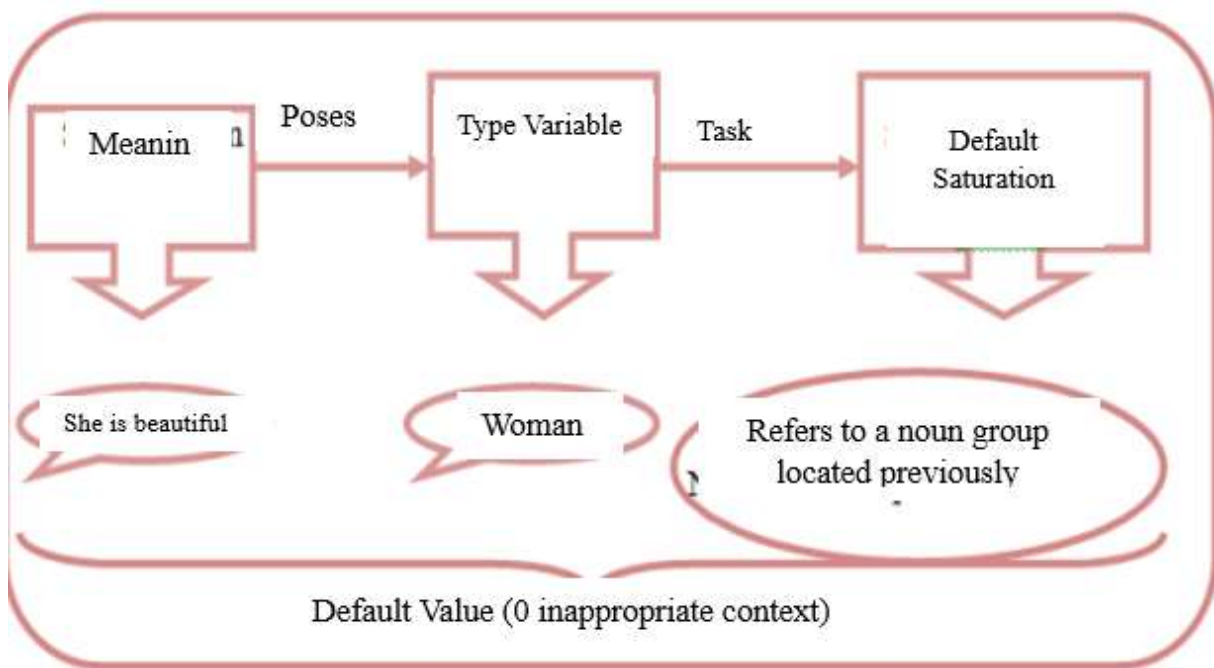 Meanin
Poses
Type Variable
Task
Default
Saturation
She is beautiful
Woman
Refers to a noun group
located previously
Default Value (0 inappropriate context)